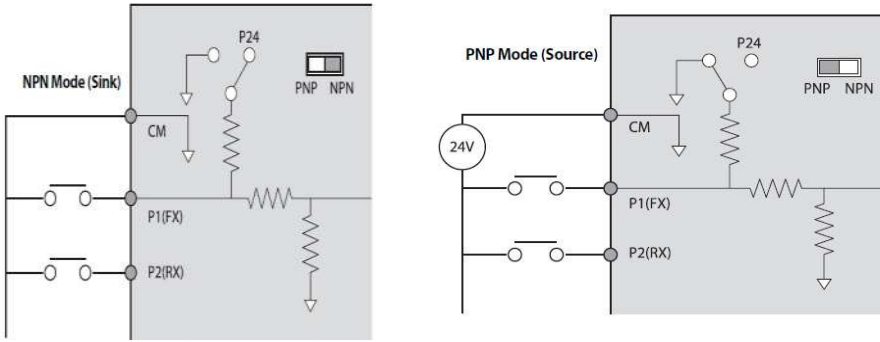 P24
NPN Mode (Sink)
PNP NPN
CM
P1(FX)
P2(RX)
PNP Mode (Source)
P24
PNP NPN
24V
CM
P1(FX)
P2(RX)